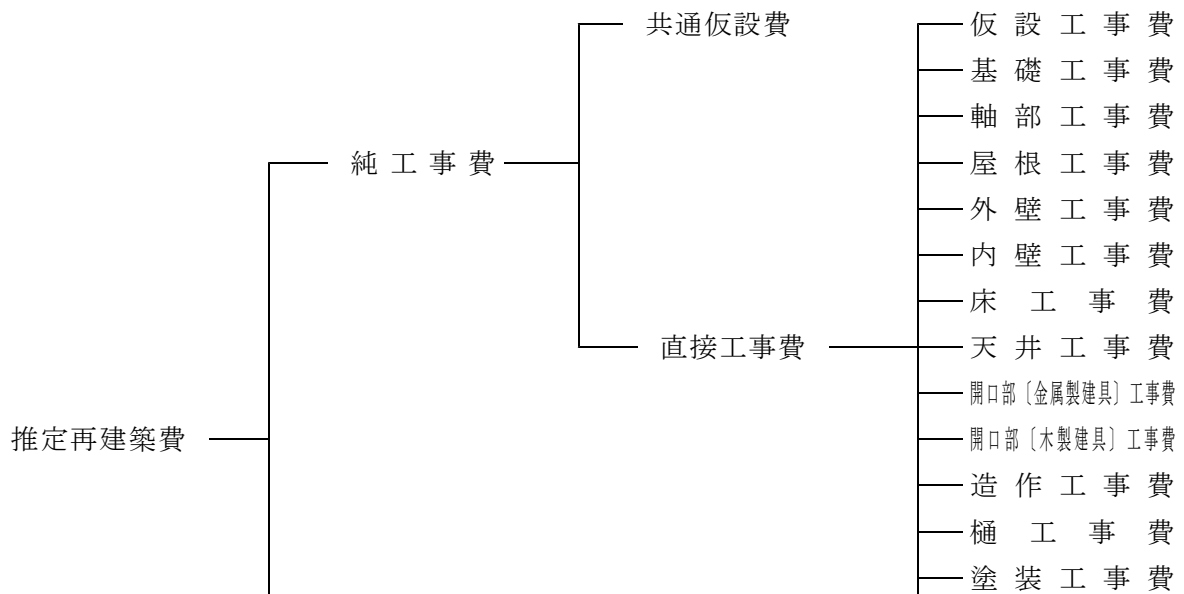 共通仮設費
仮設工事費
基礎工事費
軸部工事費
純工事費
屋根工事費
外壁工事費
内壁工事費
床工事費
直接工事費
天井工事費
開口部〔金属製建具〕工事費
推定再建築費
開口部〔木製建具〕工事費
造作工事費
樋工事費
塗装工事費